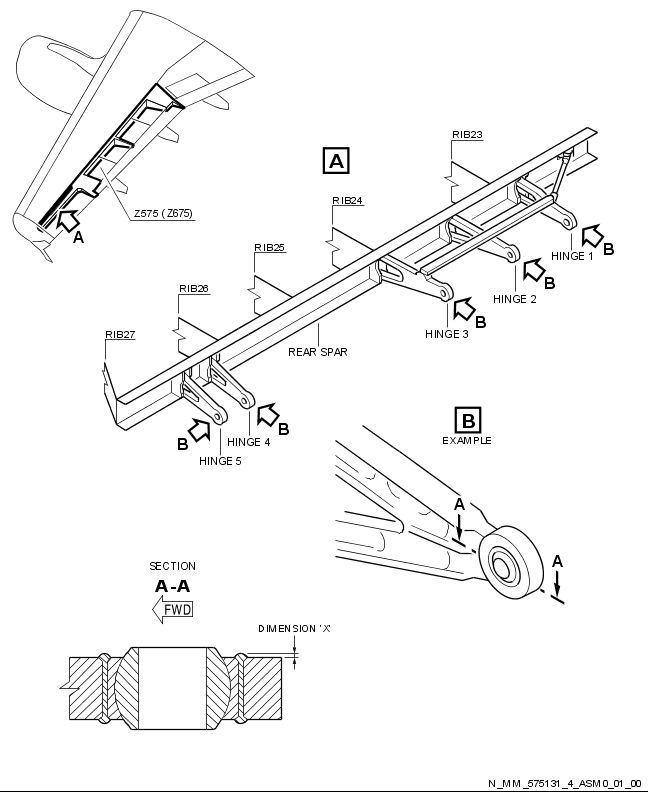 Z575 (Z675)
A
A
RIB23
RIB24
RIB25
RIB26
RIB27
B
HINGE 1
B
HINGE 2
B
HINGE 3
REAR SPAR
B
HINGE 4
B
HINGE 5
B
EXAMPLE
A
A
SECTION
A-A
FWD
DIMENSION 'X'
N_MM_575131_4_ASM0_01_00